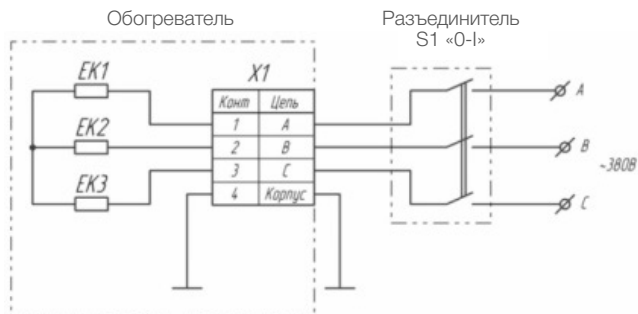 Обогреватель
Разъединитель
S1 «0-I»
EK1
EK2
EK3
X1
Конт Цепь
1 A
2 B
3 C
4 Корпус
A
B
C
~380В